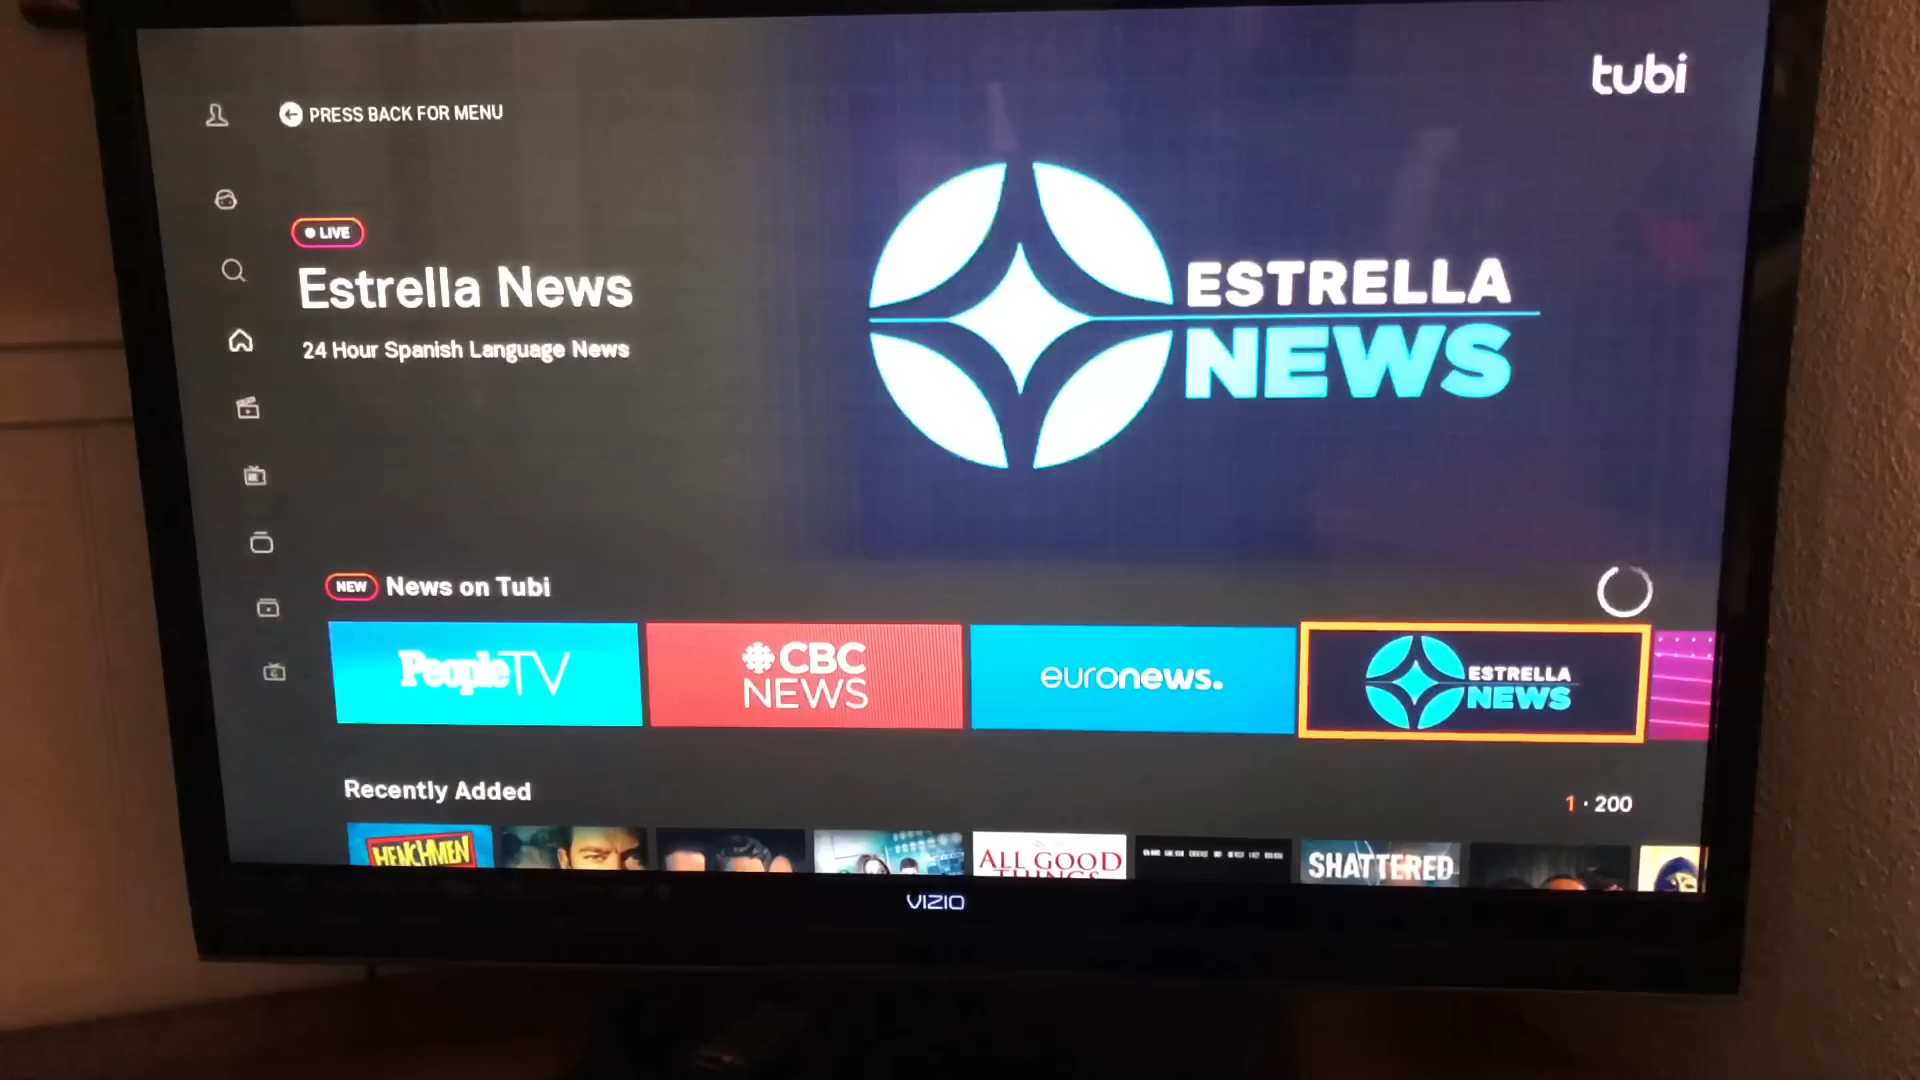 tubi
PRESS BACK FOR MENU
LIVE
Estrella News
24 Hour Spanish Language News
ESTRELLA
NEWS
NEW News on Tubi
PeopleTV
CBC
NEWS
euronews.
ESTRELLA
NEWS
Recently Added
1 · 200
HENCHMEN
ALL GOOD
THINGS
SHATTERED
VIZIO